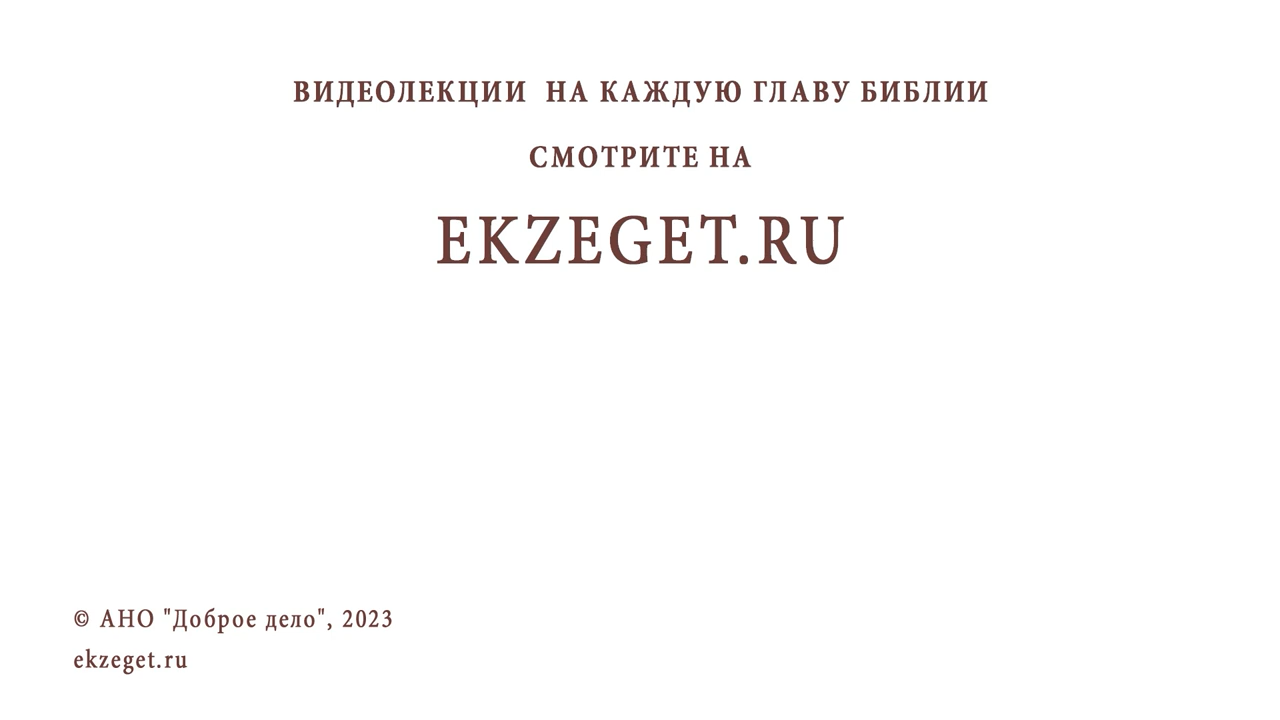 ВИДЕОЛЕКЦИИ НА КАЖДУЮ ГЛАВУ БИБЛИИ
СМОТРИТЕ НА
EKZEGET.RU
© АНО "Доброе дело", 2023
ekzeget.ru